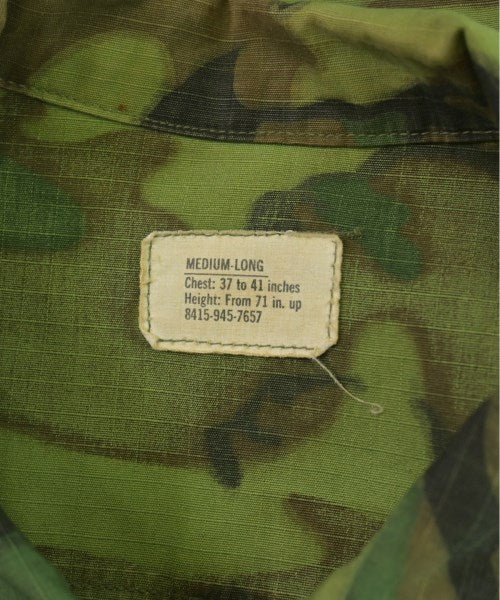 MEDIUM-LONG
Chest: 37 to 41 inches
Height: From 71 in. up
8415-945-7657